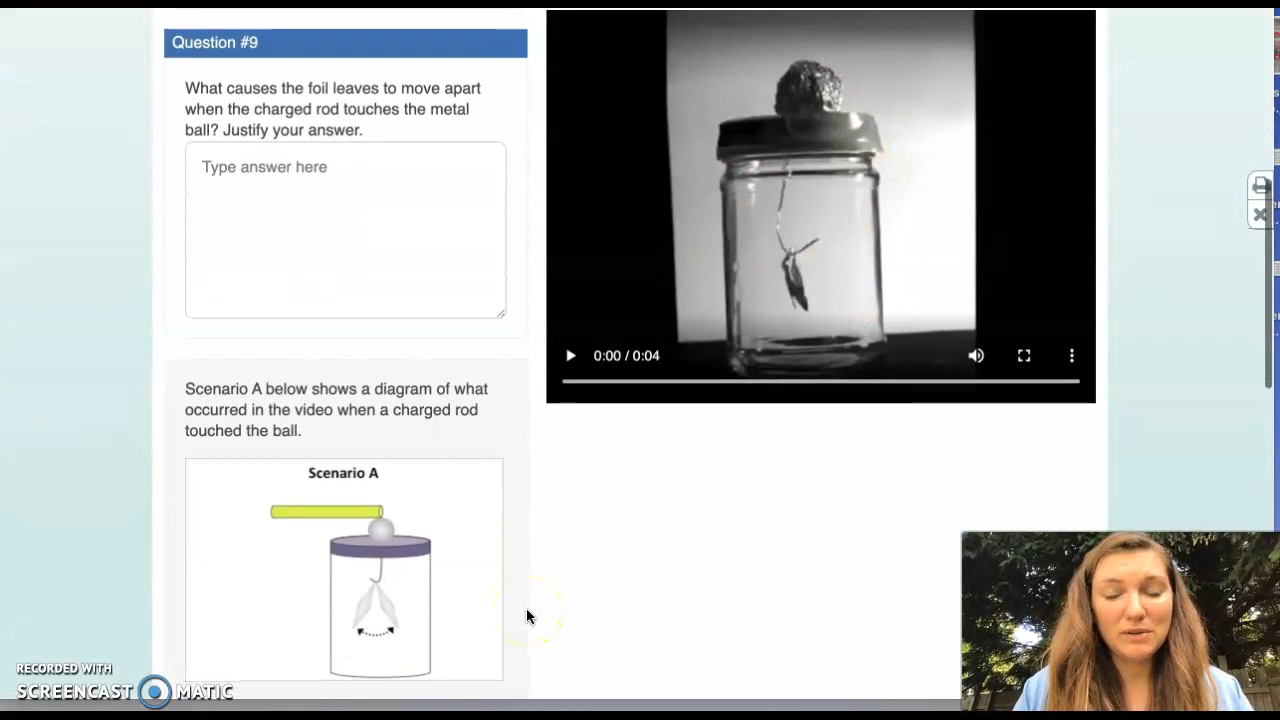 Question #9
What causes the foil leaves to move apart
when the charged rod touches the metal
ball? Justify your answer.
Type answer here
0:00 / 0:04
Scenario A below shows a diagram of what
occurred in the video when a charged rod
touched the ball.
Scenario A
RECORDED WITH
SCREENCAST MATIC